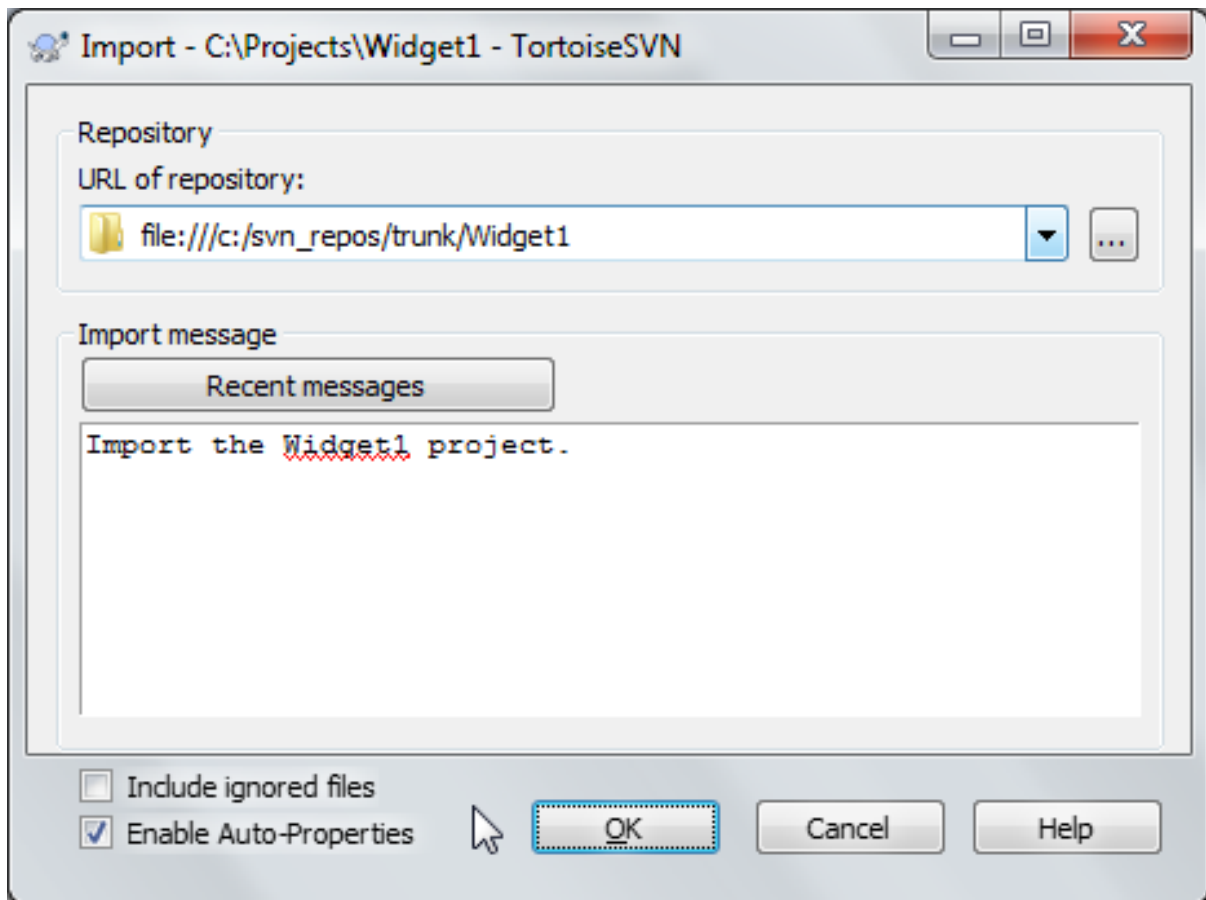 Import - C:\Projects\Widget1 - TortoiseSVN
Repository
URL of repository:
file:///c:/svn_repos/trunk/Widget1
...
Import message
Recent messages
Import the Widget1 project.
Include ignored files
Enable Auto-Properties
OK
Cancel
Help